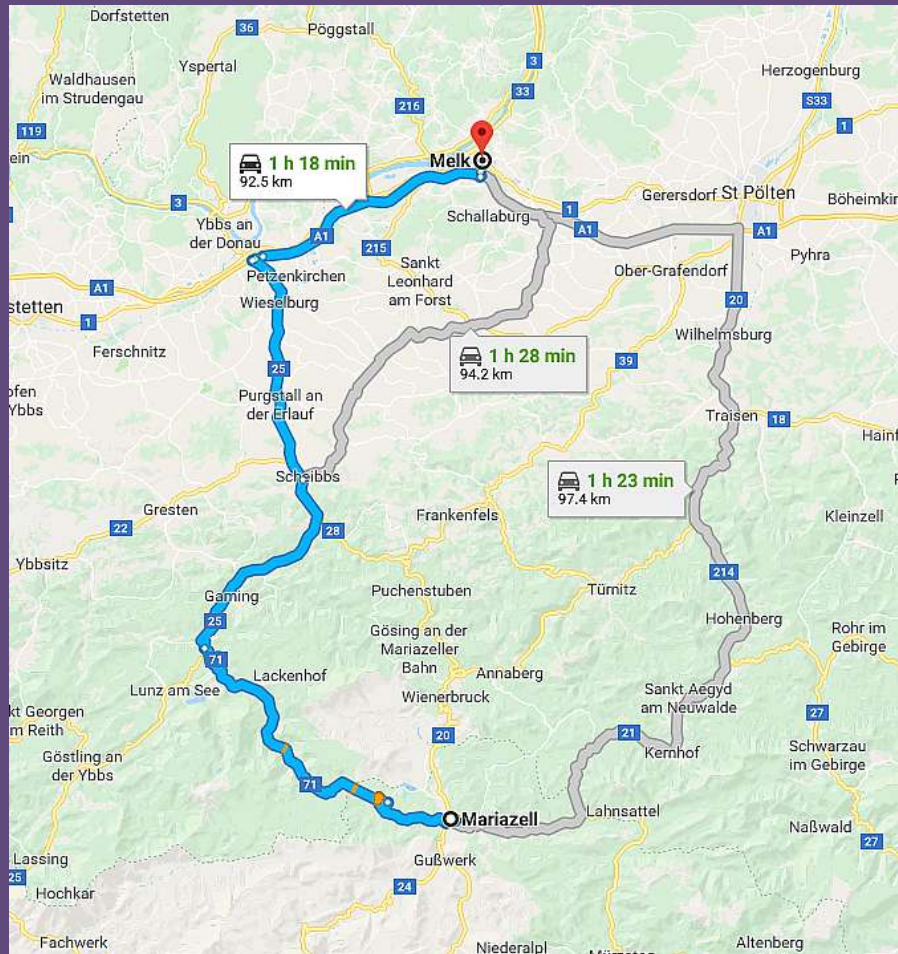 Dorfstetten
36
Pöggstall
Yspertal
3
Herzogenburg
Waldhausen
im Strudengau
33
216
S33
1
119
ein
1 h 18 min
92.5 km
Melk
Gerersdorf
St Pölten
3
Schallaburg
1
Böheimkir
Ybbs an
der Donau
A1
A1
A1
215
Pyhra
Petzenkirchen
Sankt
Leonhard
am Forst
Ober-Grafendorf
A1
stetten
Wieselburg
20
1
Wilhelmsburg
Ferschnitz
1 h 28 min
94.2 km
39
25
ofen
Ybbs
Purgstall an
der Erlauf
Traisen
18
Hainf
Scheibbs
1 h 23 min
97.4 km
Gresten
Frankenfels
Kleinzell
22
28
Ybbsitz
214
Gaming
Puchenstuben
Türnitz
25
Hohenberg
Gösing an der
Mariazeller
Bahn
Rohr im
Gebirge
71
Lackenhof
Annaberg
Lunz am See
Wienerbruck
Sankt Aegyd
am Neuwalde
kt Georgen
m Reith
27
20
21
Göstling an
der Ybbs
Kernhof
Schwarzau
im Gebirge
71
Lahnsattel
Mariazell
Naßwald
27
Lassing
Gußwerk
25
Hochkar
24
Fachwerk
Niederalpl
Altenberg